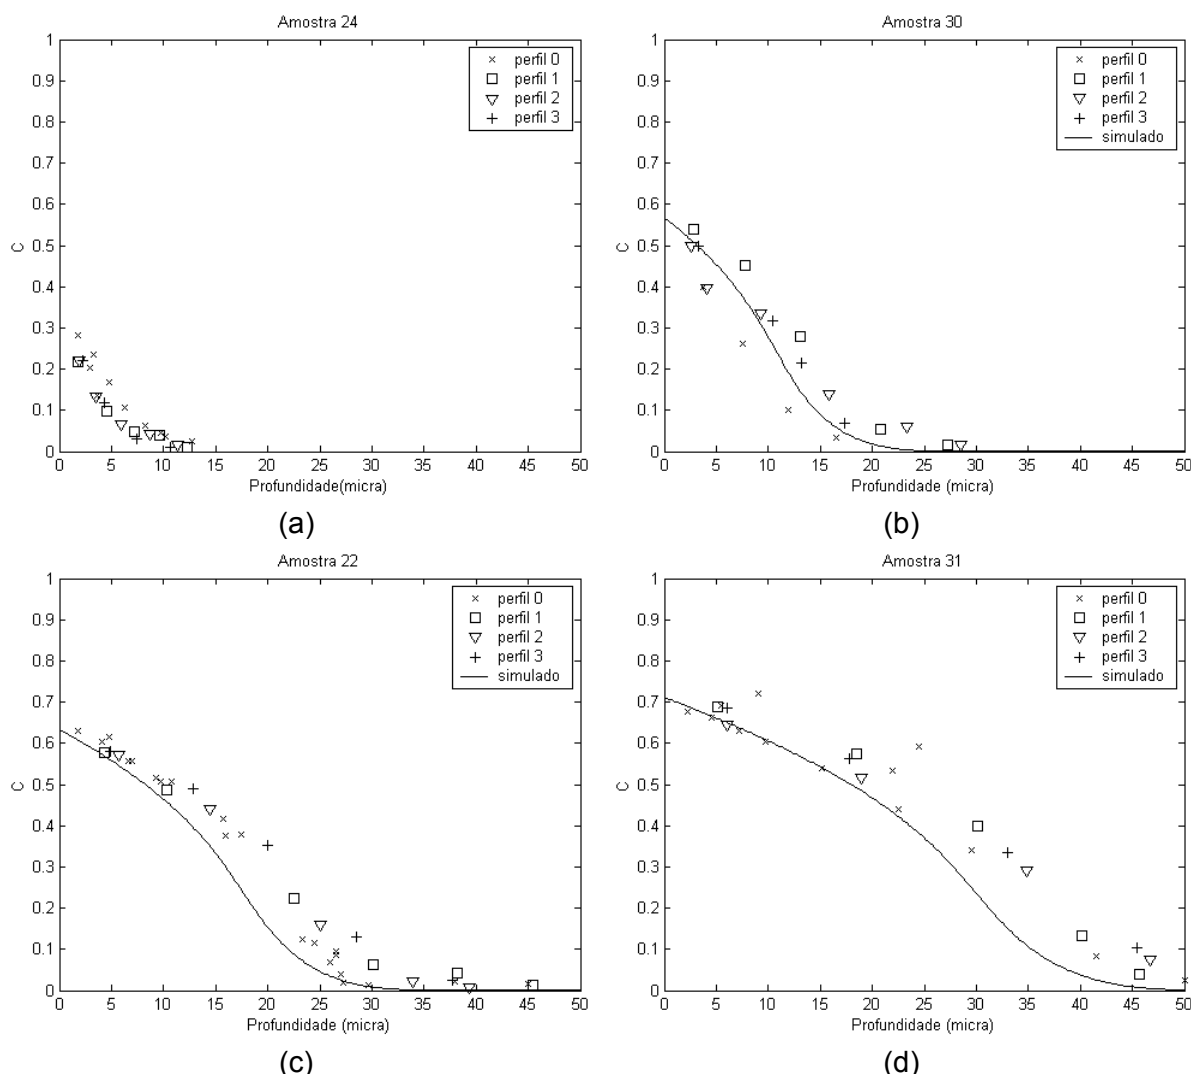 Amostra 24
1
0.9
0.8
0.7
0.6
0.5
0.4
0.3
0.2
0.1
0
C
perfil 0
perfil 1
perfil 2
perfil 3
0 5 10 15 20 25 30 35 40 45 50
Profundidade(micra)
(a)
Amostra 30
1
0.9
0.8
0.7
0.6
0.5
0.4
0.3
0.2
0.1
0
C
perfil 0
perfil 1
perfil 2
perfil 3
simulado
0 5 10 15 20 25 30 35 40 45 50
Profundidade (micra)
(b)
Amostra 22
1
0.9
0.8
0.7
0.6
0.5
0.4
0.3
0.2
0.1
0
C
perfil 0
perfil 1
perfil 2
perfil 3
simulado
0 5 10 15 20 25 30 35 40 45 50
Profundidade (micra)
(c)
Amostra 31
1
0.9
0.8
0.7
0.6
0.5
0.4
0.3
0.2
0.1
0
C
perfil 0
perfil 1
perfil 2
perfil 3
simulado
0 5 10 15 20 25 30 35 40 45 50
Profundidade (micra)
(d)